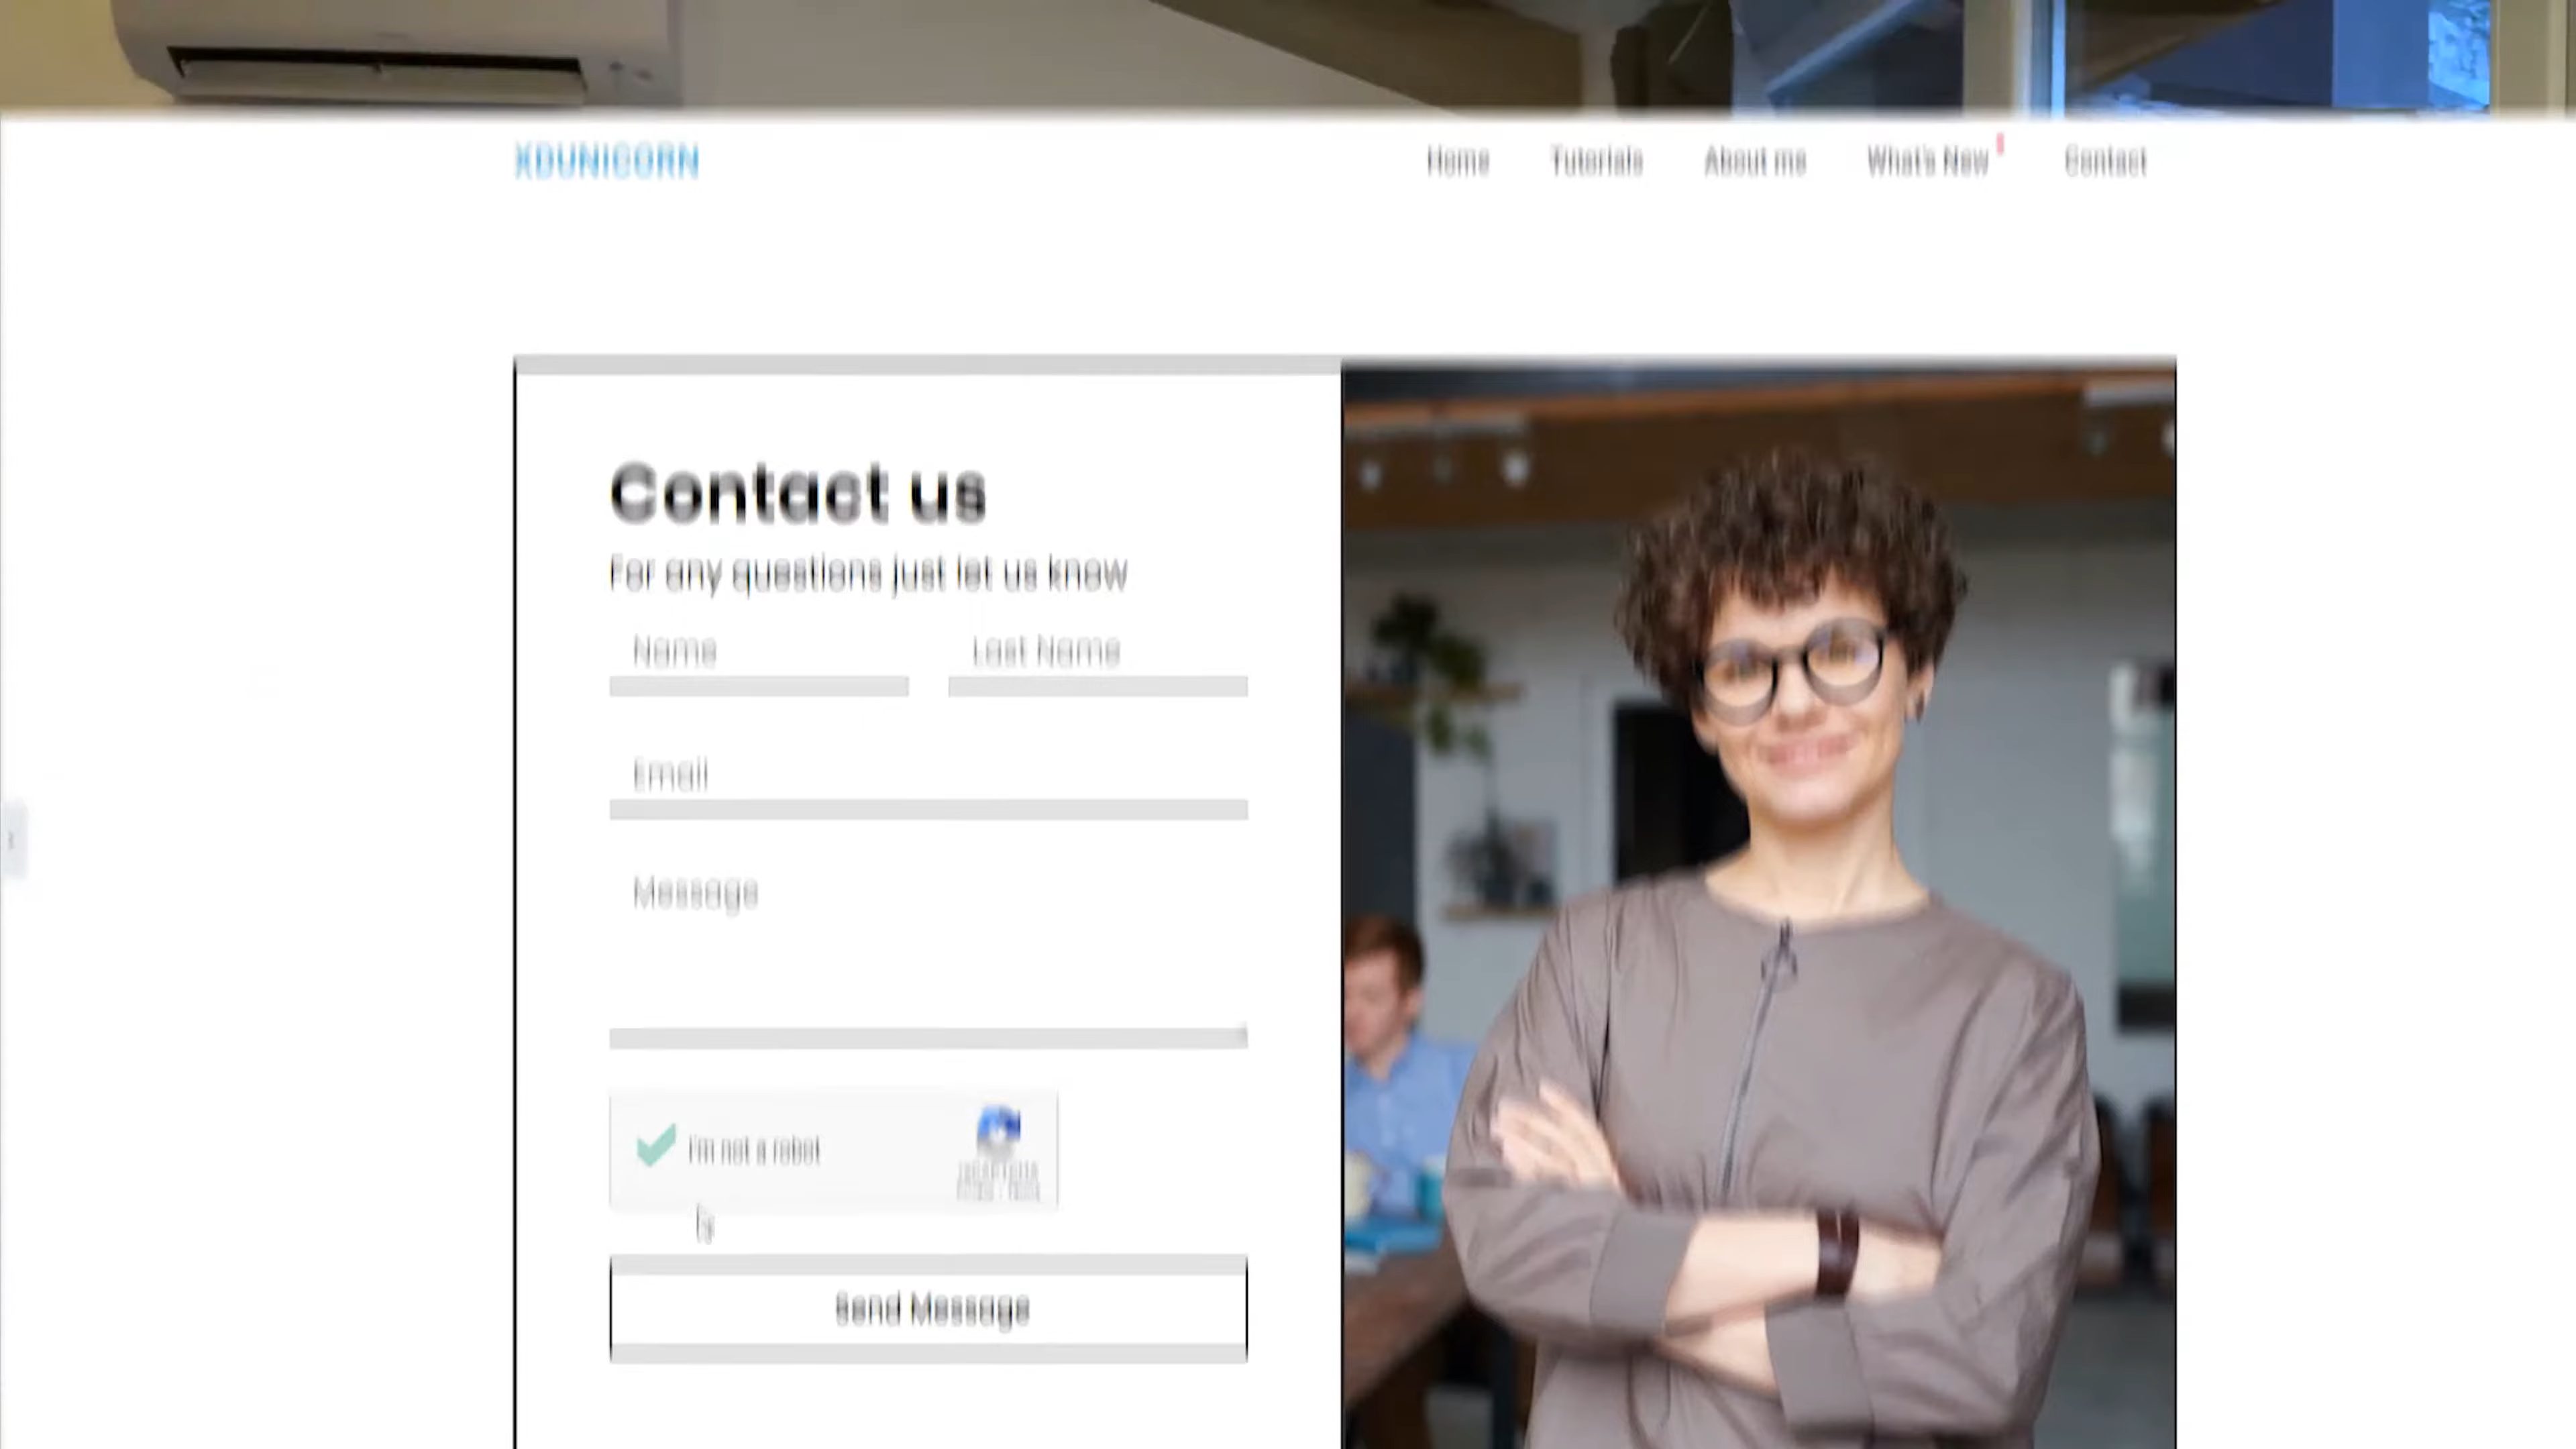 XDUNICORN
Home Tutorials About me What's New Contact
Contact us
For any questions just let us know
Name Last Name
Email
Message
I'm not a robot
reCAPTCHA
Send Message